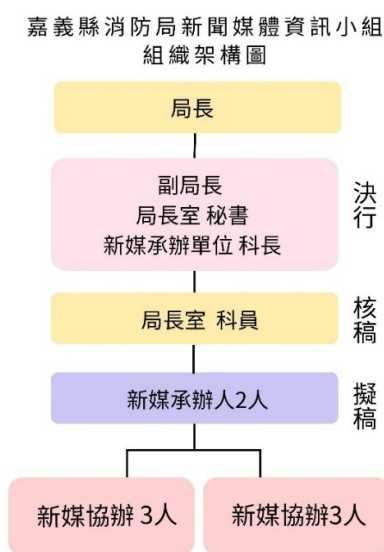 嘉義縣消防局新聞媒體資訊小組
組織架構圖
局長
副局長
局長室 秘書
新媒承辦單位 科長
決行
局長室 科員
核稿
新媒承辦人2人
擬稿
新媒協辦 3人
新媒協辦3人